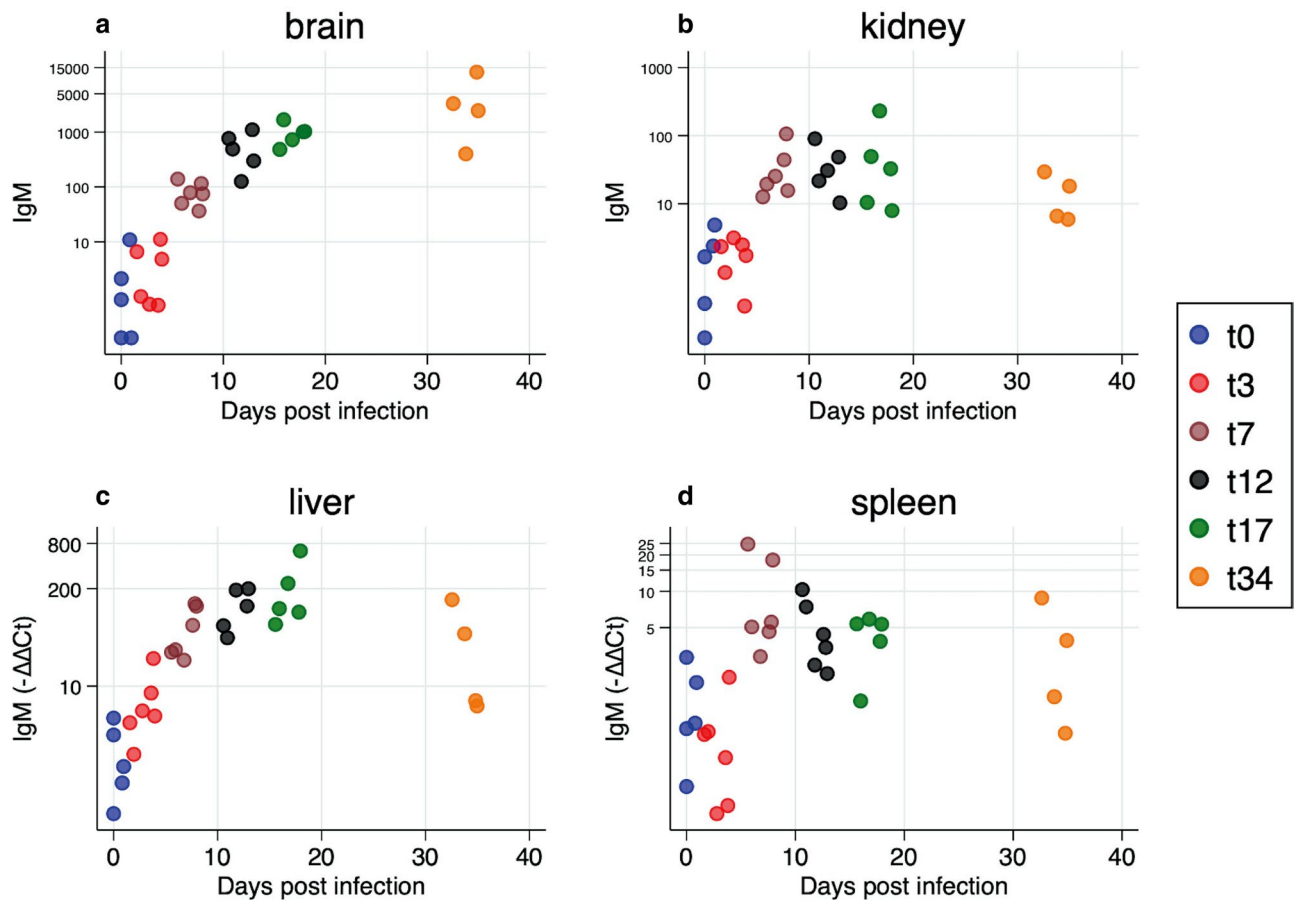 a brain
15000
5000
1000
100
10
IgM
0 10 20 30 40
Days post infection
b kidney
1000
100
10
IgM
0 10 20 30 40
Days post infection
c liver
800
200
10
IgM (-ΔΔCt)
0 10 20 30 40
Days post infection
d spleen
25
20
15
10
5
IgM (-ΔΔCt)
0 10 20 30 40
Days post infection
t0
t3
t7
t12
t17
t34